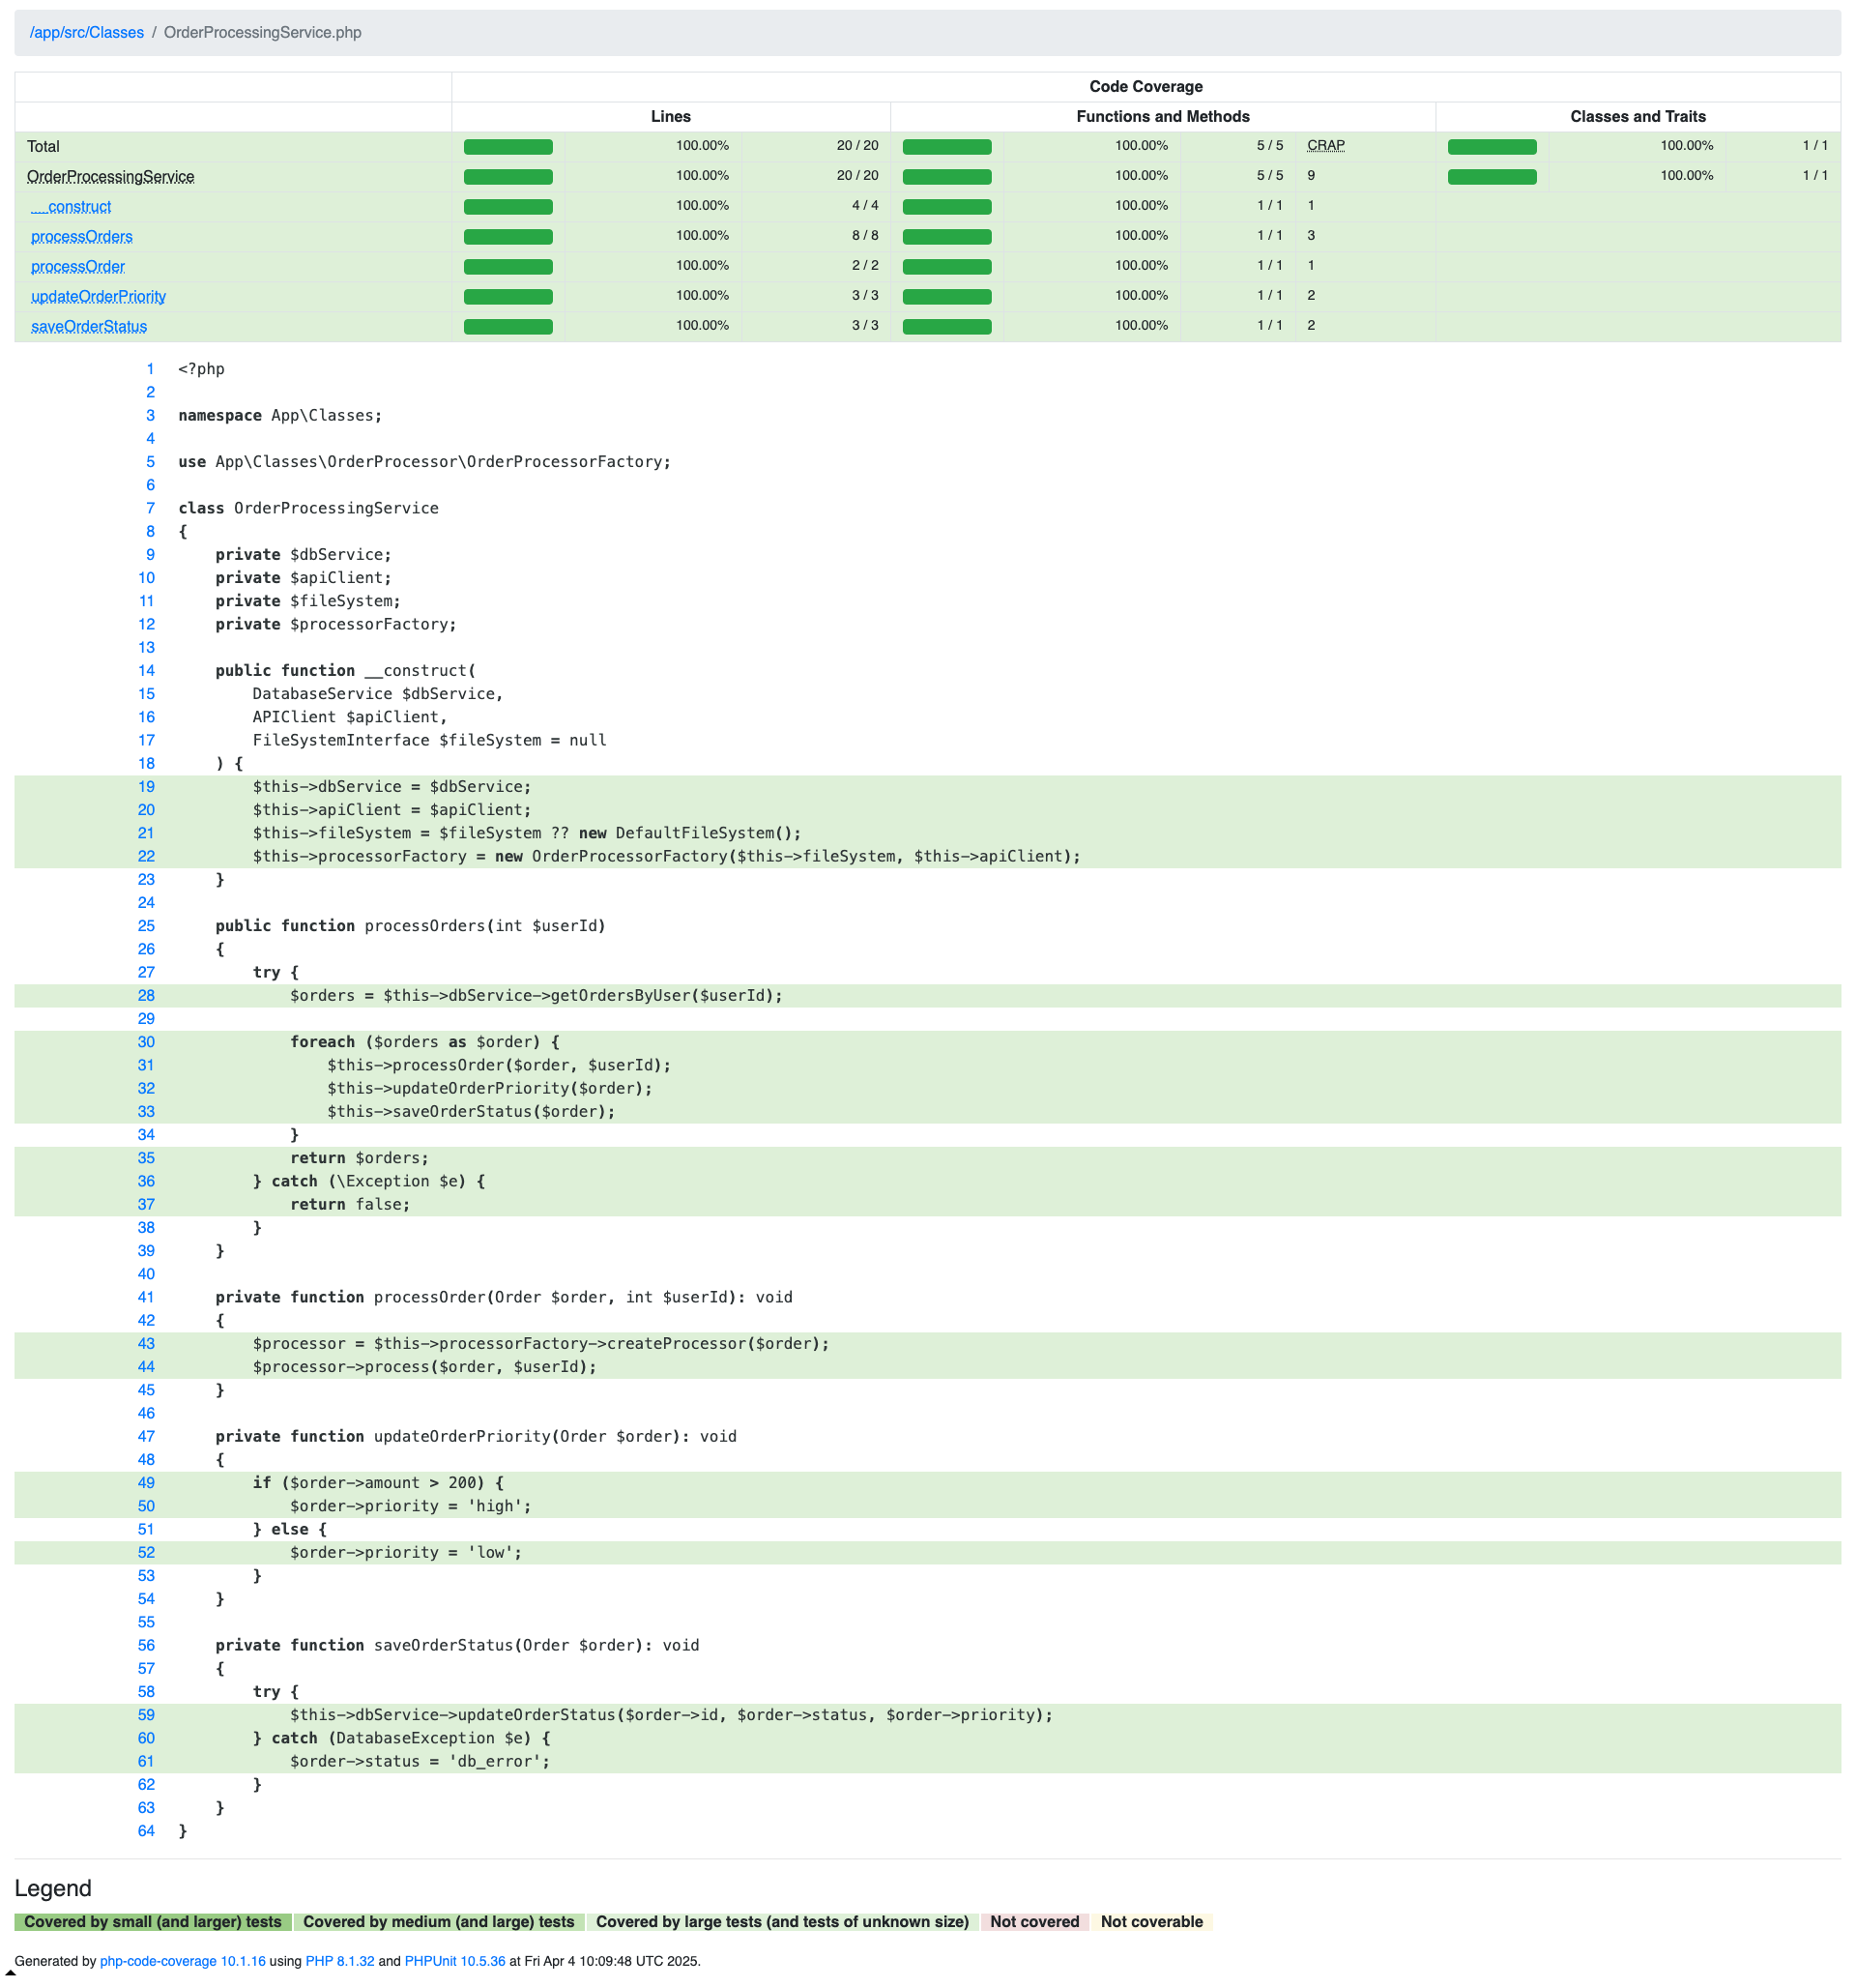 /app/src/Classes / OrderProcessingService.php
Code Coverage
Lines Functions and Methods Classes and Traits
Total 100.00% 20 / 20 100.00% 5 / 5 CRAP 100.00% 1 / 1
OrderProcessingService 100.00% 20 / 20 100.00% 5 / 5 9 100.00% 1 / 1
__construct 100.00% 4 / 4 100.00% 1 / 1 1
processOrders 100.00% 8 / 8 100.00% 1 / 1 3
processOrder 100.00% 2 / 2 100.00% 1 / 1 1
updateOrderPriority 100.00% 3 / 3 100.00% 1 / 1 2
saveOrderStatus 100.00% 3 / 3 100.00% 1 / 1 2
1 <?php
2
3 namespace App\Classes;
4
5 use App\Classes\OrderProcessor\OrderProcessorFactory;
6
7 class OrderProcessingService
8 {
9     private $dbService;
10     private $apiClient;
11     private $fileSystem;
12     private $processorFactory;
13
14     public function __construct(
15         DatabaseService $dbService,
16         APIClient $apiClient,
17         FileSystemInterface $fileSystem = null
18     ) {
19         $this->dbService = $dbService;
20         $this->apiClient = $apiClient;
21         $this->fileSystem = $fileSystem ?? new DefaultFileSystem();
22         $this->processorFactory = new OrderProcessorFactory($this->fileSystem, $this->apiClient);
23     }
24
25     public function processOrders(int $userId)
26     {
27         try {
28             $orders = $this->dbService->getOrdersByUser($userId);
29
30             foreach ($orders as $order) {
31                 $this->processOrder($order, $userId);
32                 $this->updateOrderPriority($order);
33                 $this->saveOrderStatus($order);
34             }
35             return $orders;
36         } catch (\Exception $e) {
37             return false;
38         }
39     }
40
41     private function processOrder(Order $order, int $userId): void
42     {
43         $processor = $this->processorFactory->createProcessor($order);
44         $processor->process($order, $userId);
45     }
46
47     private function updateOrderPriority(Order $order): void
48     {
49         if ($order->amount > 200) {
50             $order->priority = 'high';
51         } else {
52             $order->priority = 'low';
53         }
54     }
55
56     private function saveOrderStatus(Order $order): void
57     {
58         try {
59             $this->dbService->updateOrderStatus($order->id, $order->status, $order->priority);
60         } catch (DatabaseException $e) {
61             $order->status = 'db_error';
62         }
63     }
64 }
Legend
Covered by small (and larger) tests Covered by medium (and large) tests Covered by large tests (and tests of unknown size) Not covered Not coverable
Generated by php-code-coverage 10.1.16 using PHP 8.1.32 and PHPUnit 10.5.36 at Fri Apr 4 10:09:48 UTC 2025.